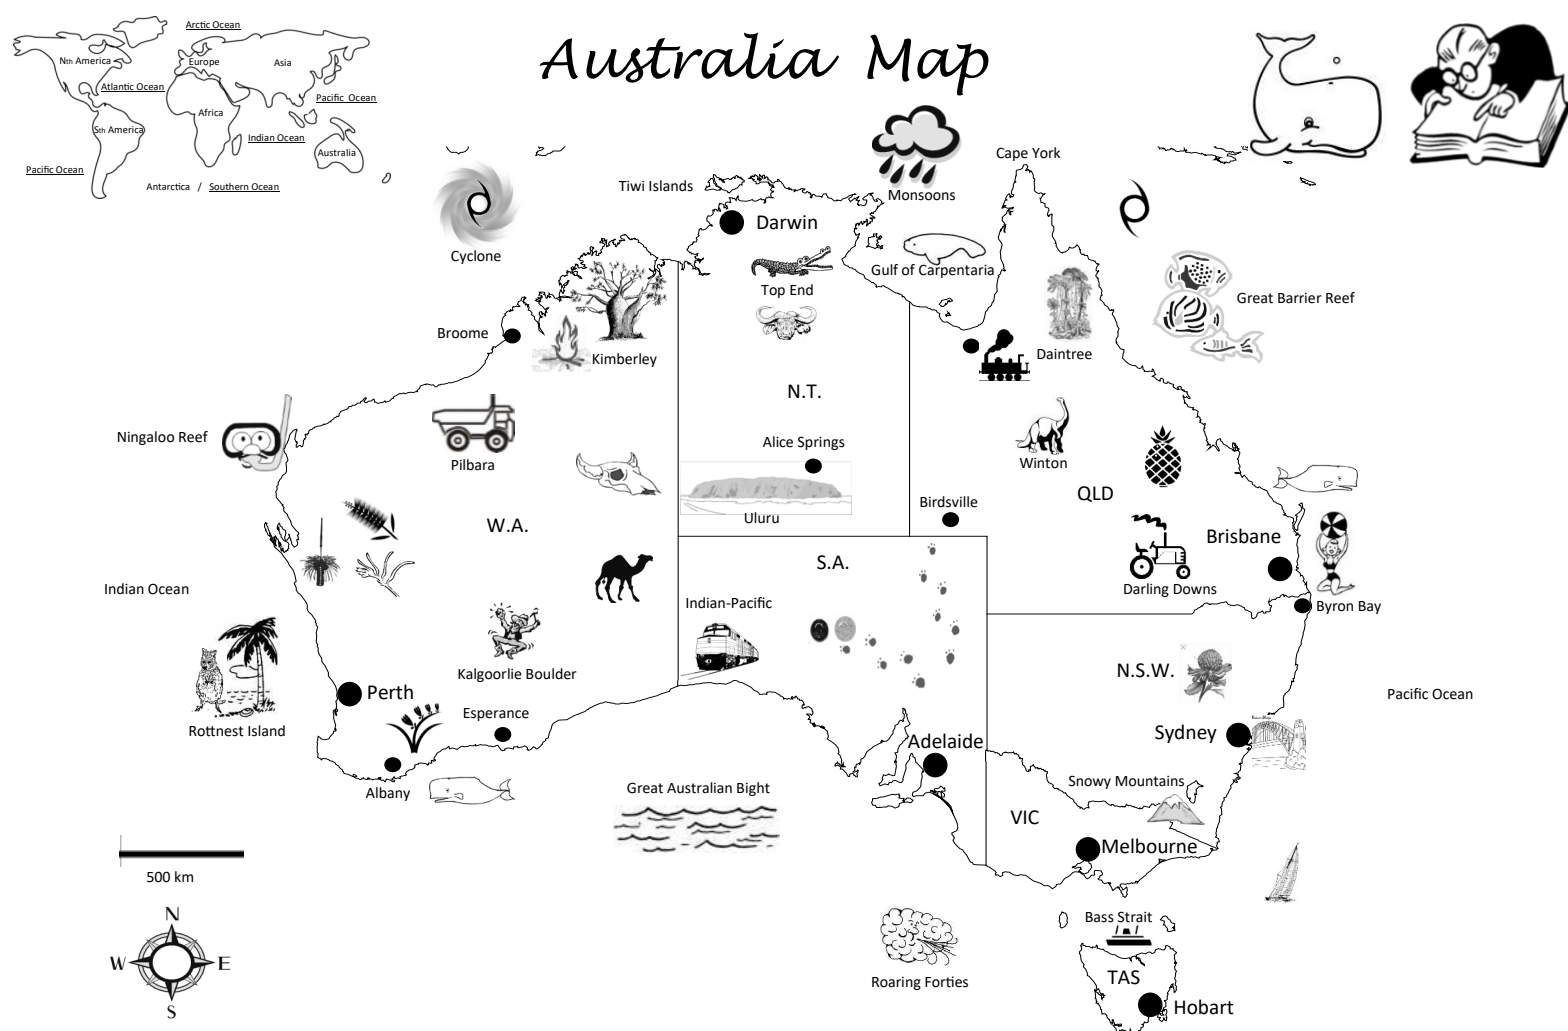 Australia Map
Arctic Ocean
Nth America
Europe
Asia
Atlantic Ocean
Pacific Ocean
Africa
Sth America
Indian Ocean
Australia
Pacific Ocean
Antarctica / Southern Ocean
Cape York
Tiwi Islands
Monsoons
Darwin
Cyclone
Gulf of Carpentaria
Top End
Great Barrier Reef
Broome
Kimberley
Daintree
N.T.
Ningaloo Reef
Alice Springs
Pilbara
Winton
QLD
Birdsville
Uluru
W.A.
Brisbane
S.A.
Indian Ocean
Darling Downs
Indian-Pacific
Byron Bay
Kalgoorlie Boulder
N.S.W.
Perth
Pacific Ocean
Esperance
Rottnest Island
Sydney
Adelaide
Snowy Mountains
Albany
Great Australian Bight
VIC
Melbourne
500 km
N
Bass Strait
W
E
TAS
Roaring Forties
S
Hobart